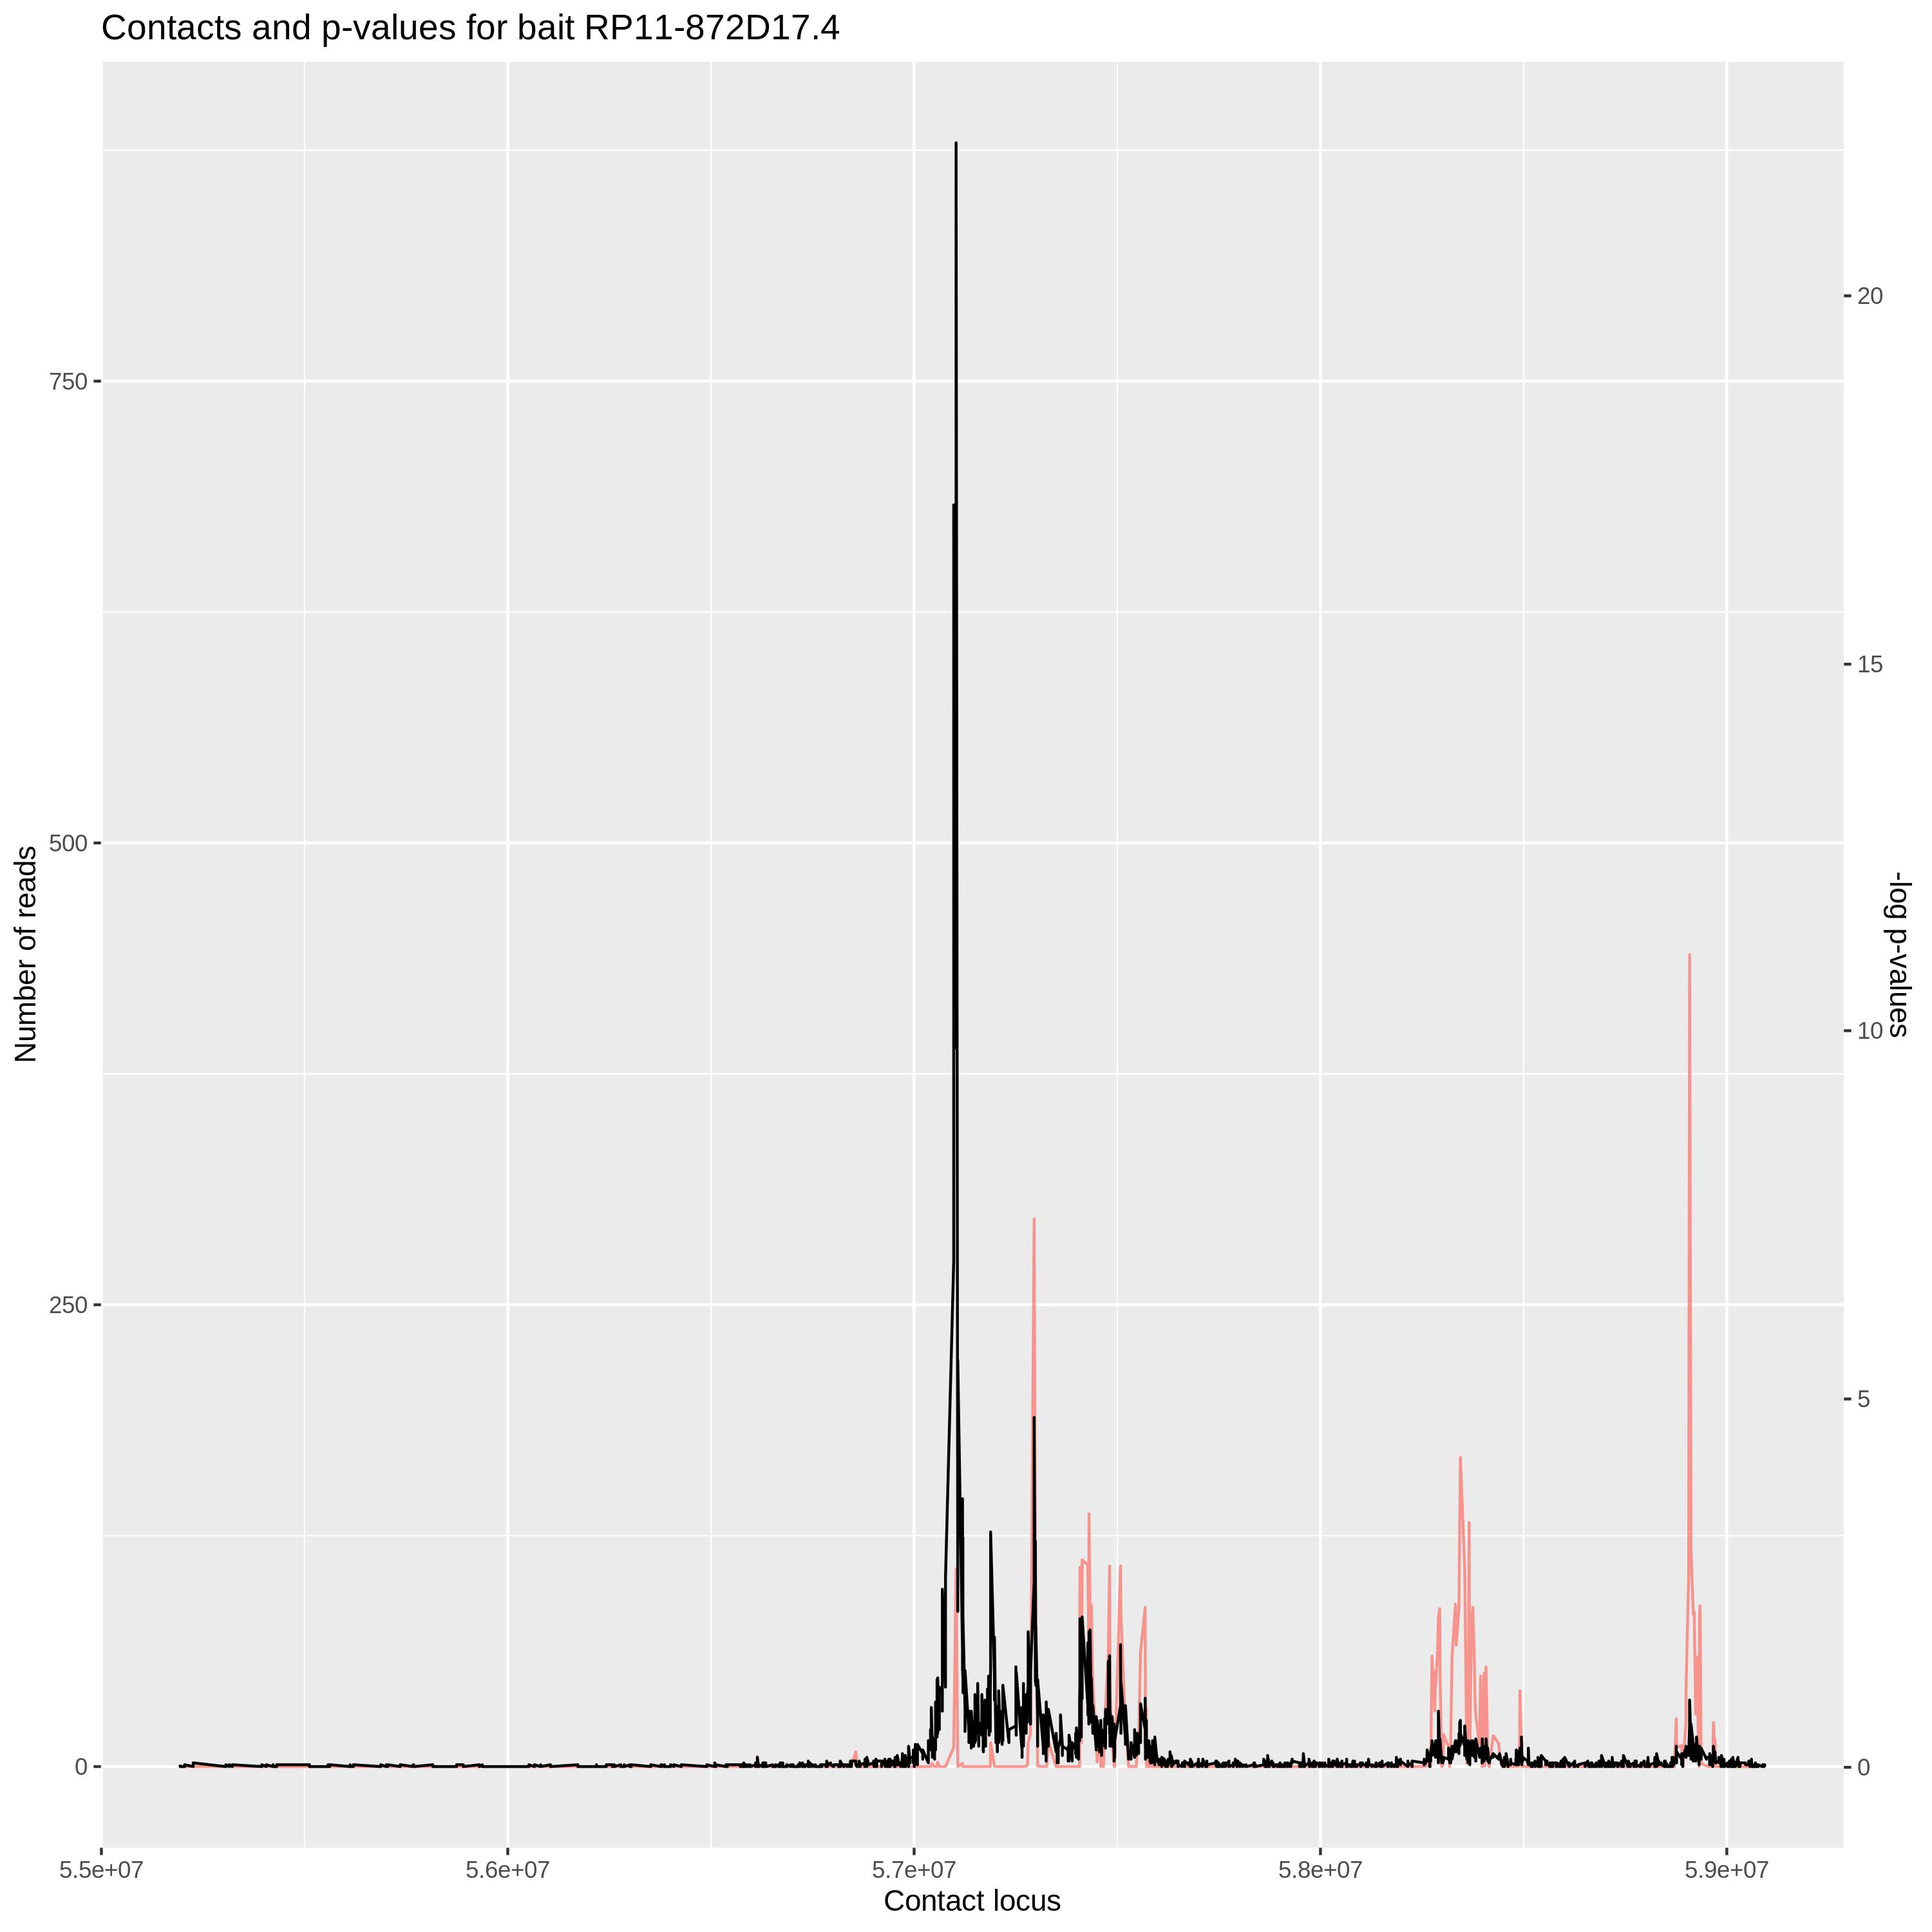 Contacts and p-values for bait RP11-872D17.4
Number of reads
750
500
250
0
20
15
10
5
0
-log p-values
5.5e+07 5.6e+07 5.7e+07 5.8e+07 5.9e+07
Contact locus